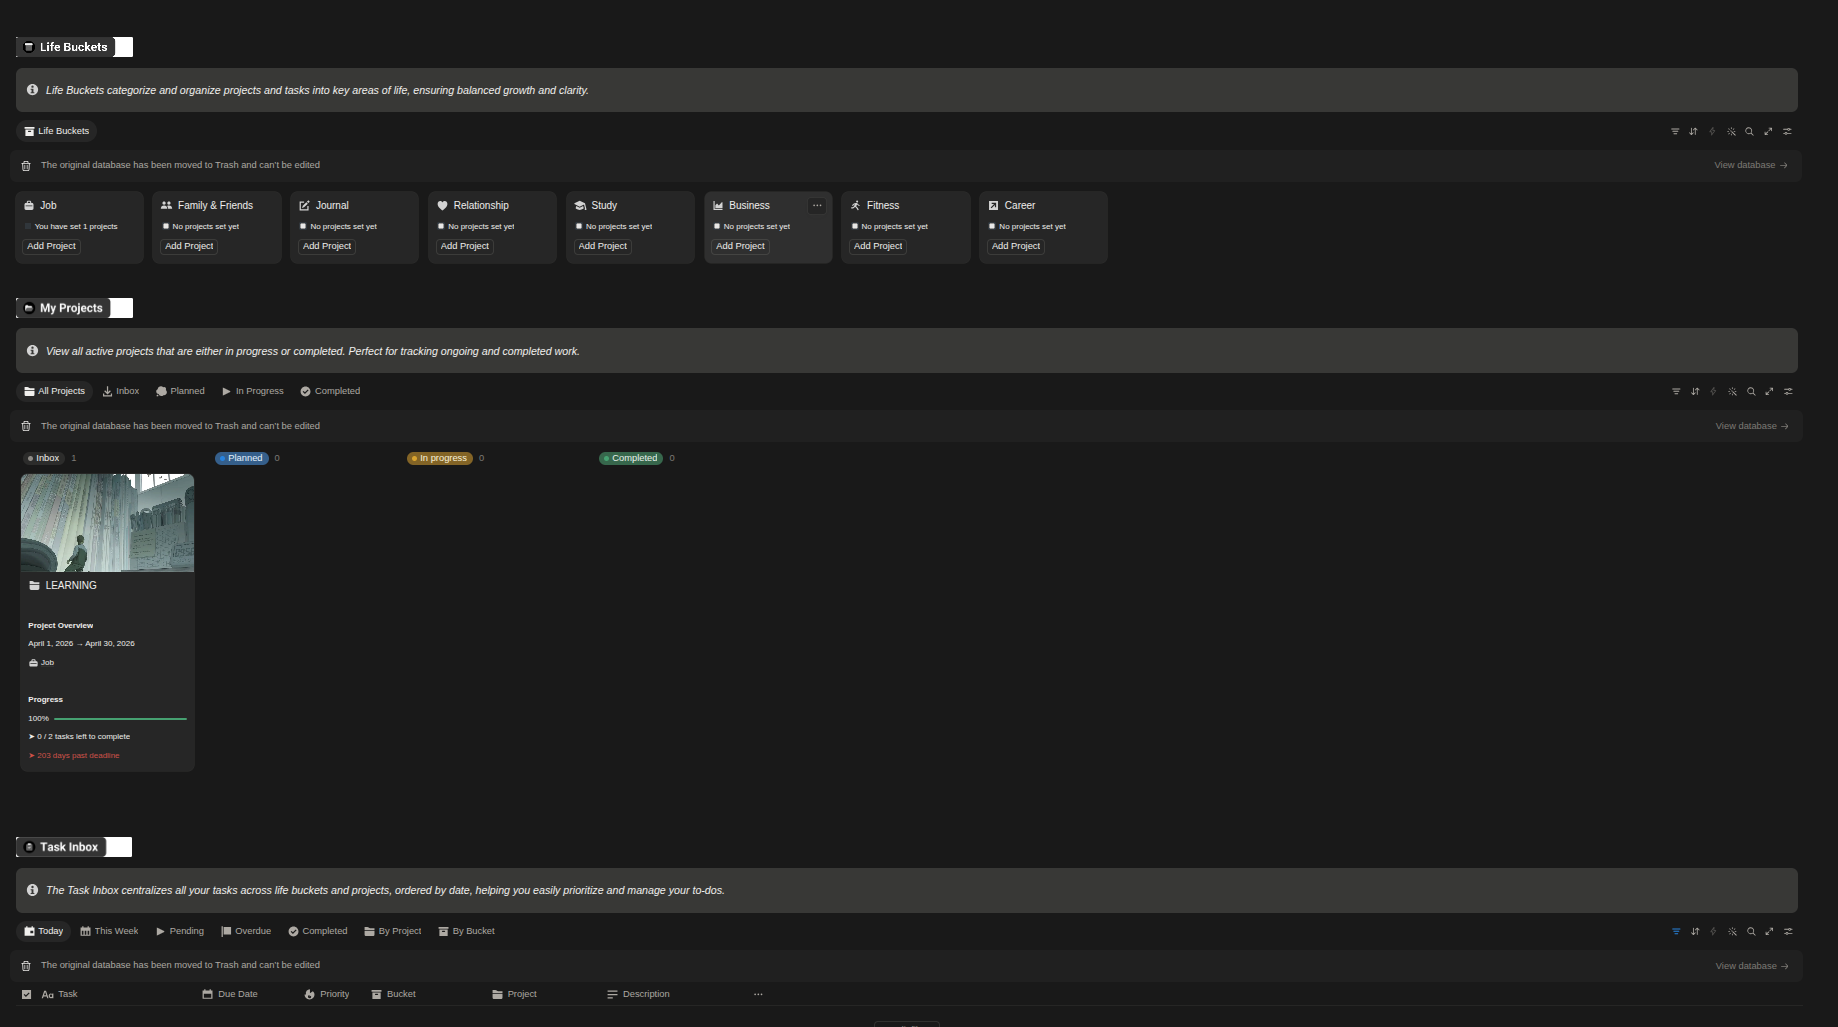 Life Buckets
Life Buckets categorize and organize projects and tasks into key areas of life, ensuring balanced growth and clarity.
Life Buckets
The original database has been moved to Trash and can't be edited View database →
Job Family & Friends Journal Relationship Study Business ··· Fitness Career
You have set 1 projects No projects set yet No projects set yet No projects set yet No projects set yet No projects set yet No projects set yet No projects set yet
Add Project Add Project Add Project Add Project Add Project Add Project Add Project Add Project
My Projects
View all active projects that are either in progress or completed. Perfect for tracking ongoing and completed work.
All Projects Inbox Planned In Progress Completed
The original database has been moved to Trash and can't be edited View database →
Inbox 1 Planned 0 In progress 0 Completed 0
LEARNING
Project Overview
April 1, 2026 → April 30, 2026
Job
Progress
100%
➤ 0 / 2 tasks left to complete
➤ 203 days past deadline
Task Inbox
The Task Inbox centralizes all your tasks across life buckets and projects, ordered by date, helping you easily prioritize and manage your to-dos.
Today This Week Pending Overdue Completed By Project By Bucket
The original database has been moved to Trash and can't be edited View database →
Aa Task Due Date Priority Bucket Project Description ···